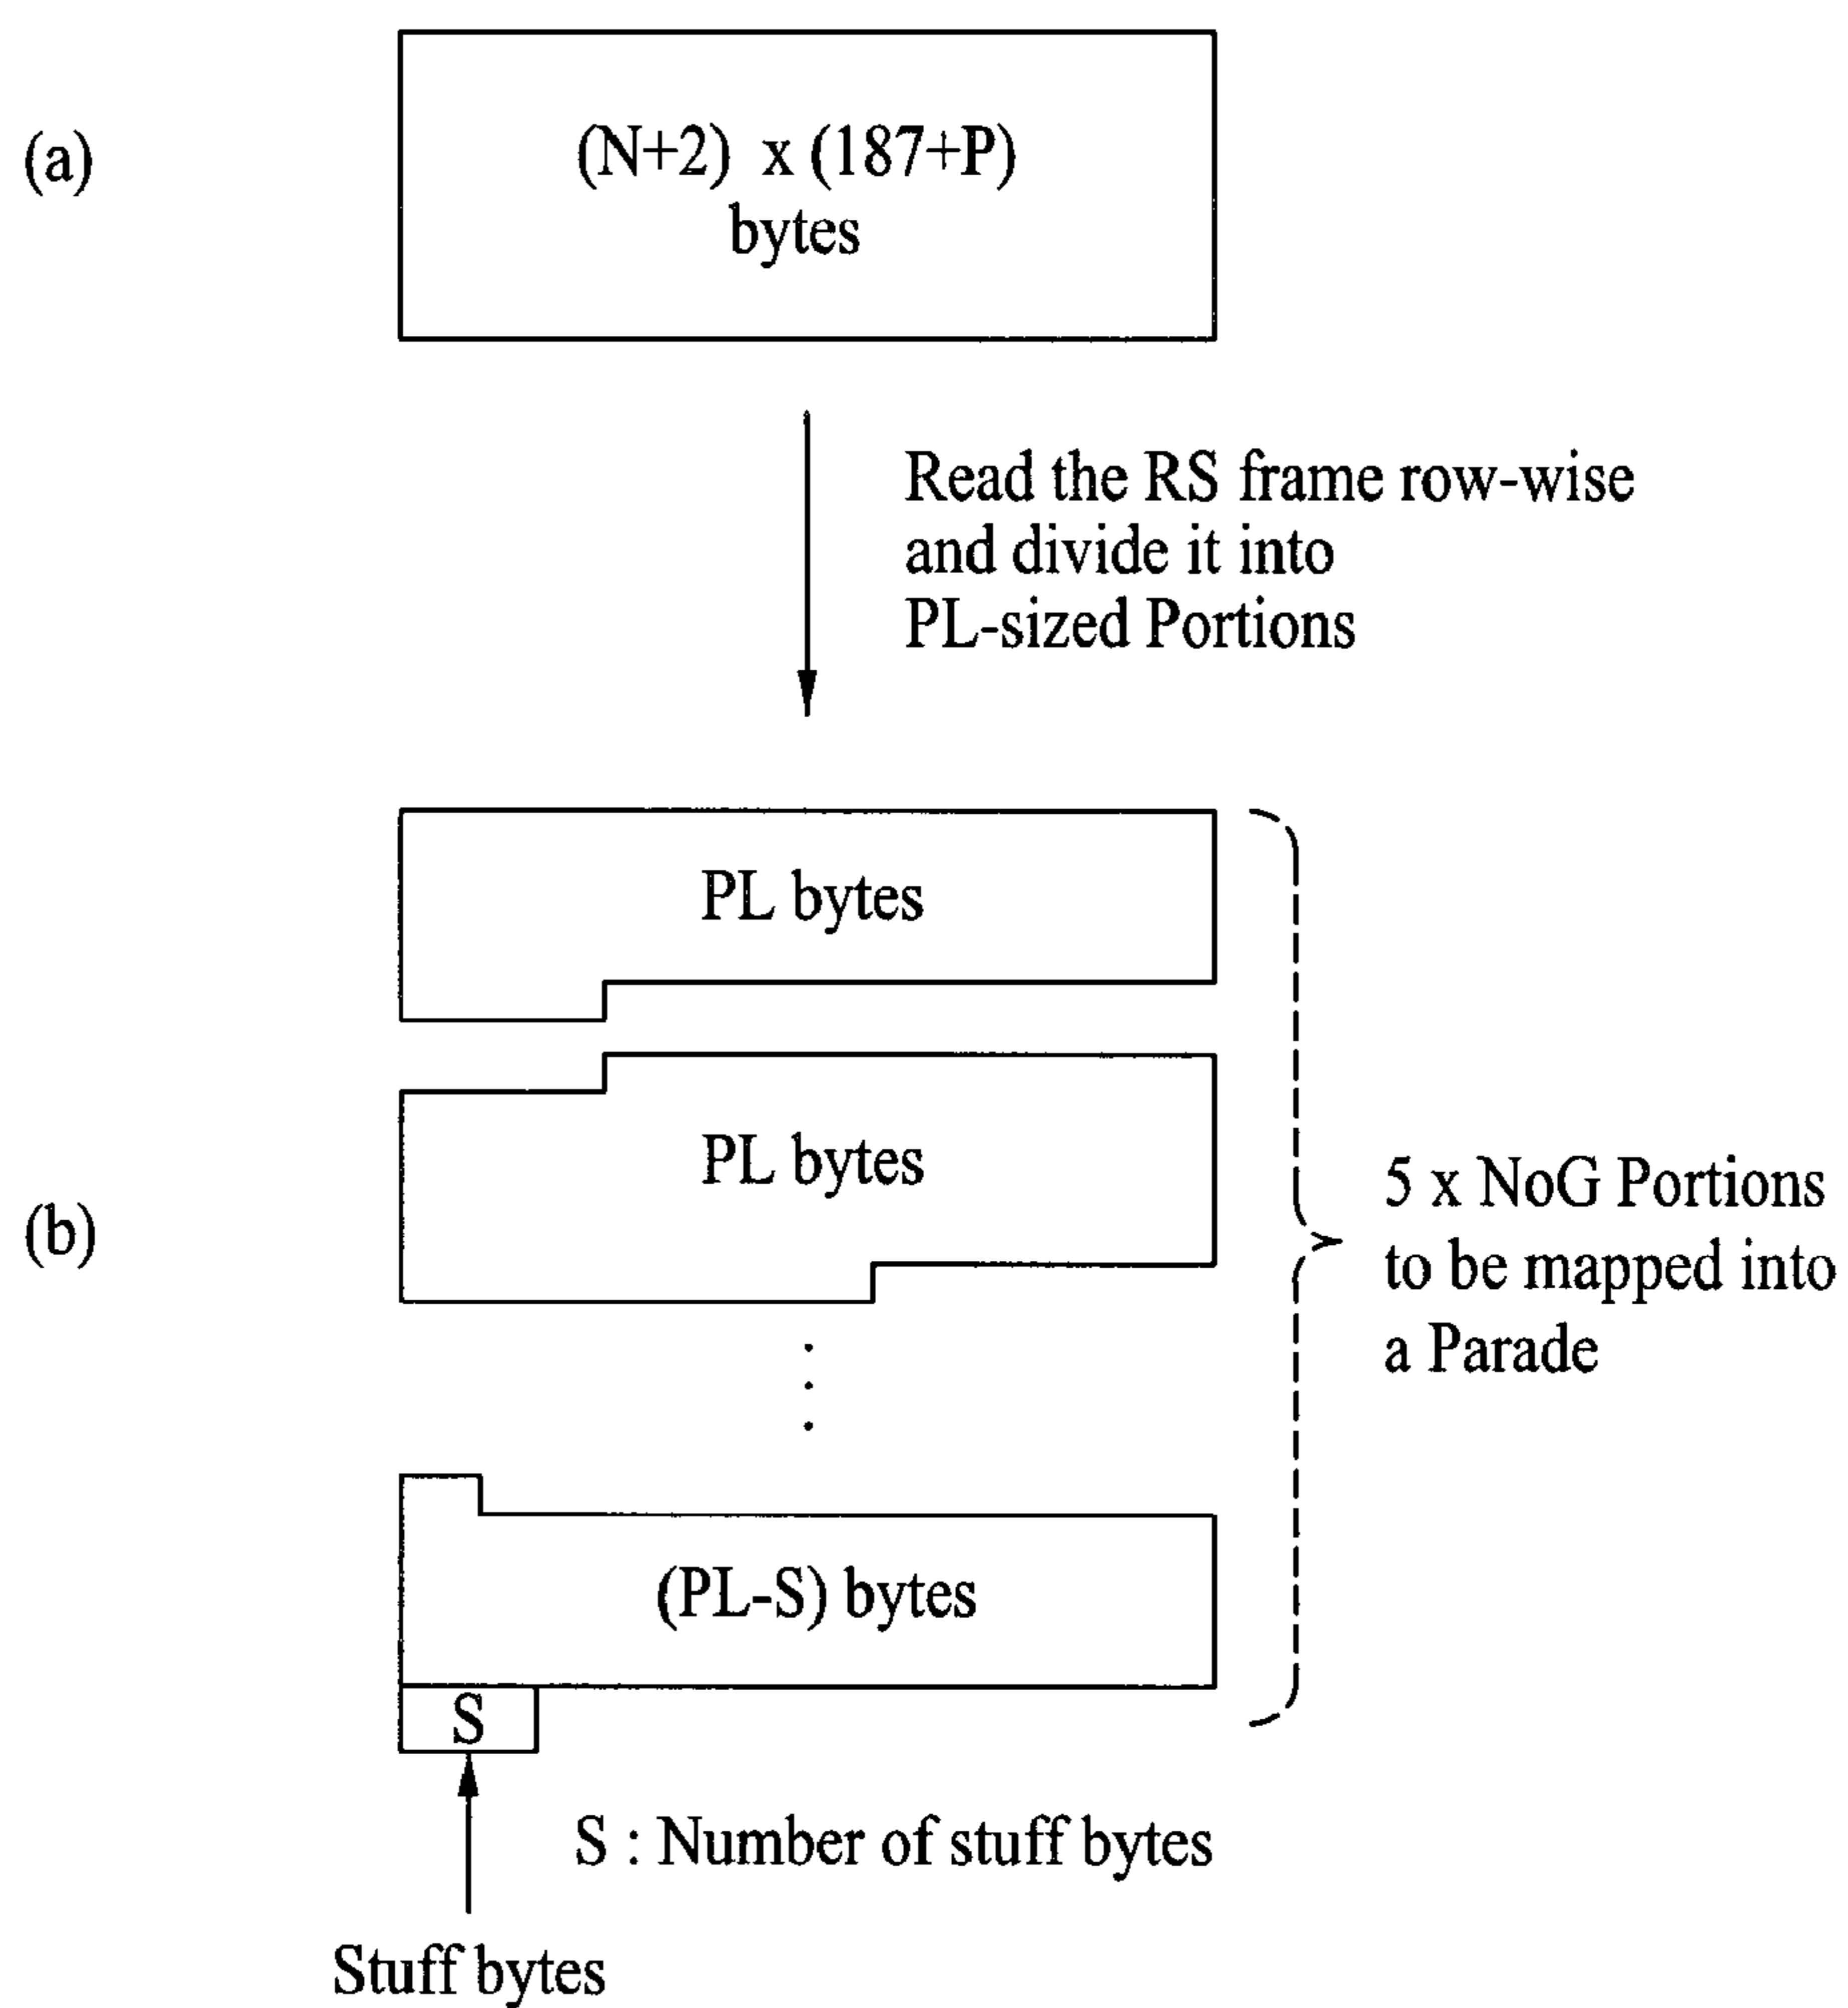 (a)
(N+2) x (187+P)
bytes
Read the RS frame row-wise
and divide it into
PL-sized Portions
PL bytes
PL bytes
(b)
5 x NoG Portions
to be mapped into
a Parade
(PL-S) bytes
S
S : Number of stuff bytes
Stuff bytes